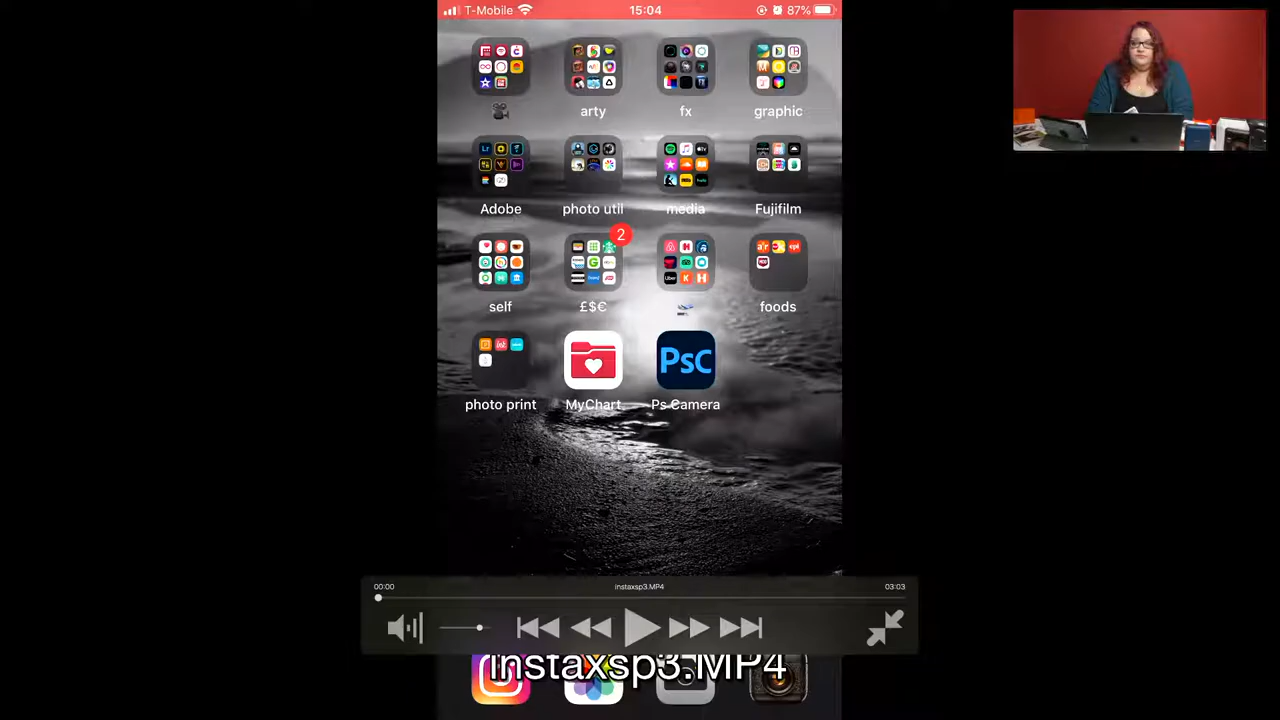 T-Mobile 15:04 87%
arty fx graphic
Adobe photo util media Fujifilm
2
self £$€ foods
photo print MyChart Ps Camera
PsC
00:00 instaxsp3.MP4 03:03
instaxsp3.MP4